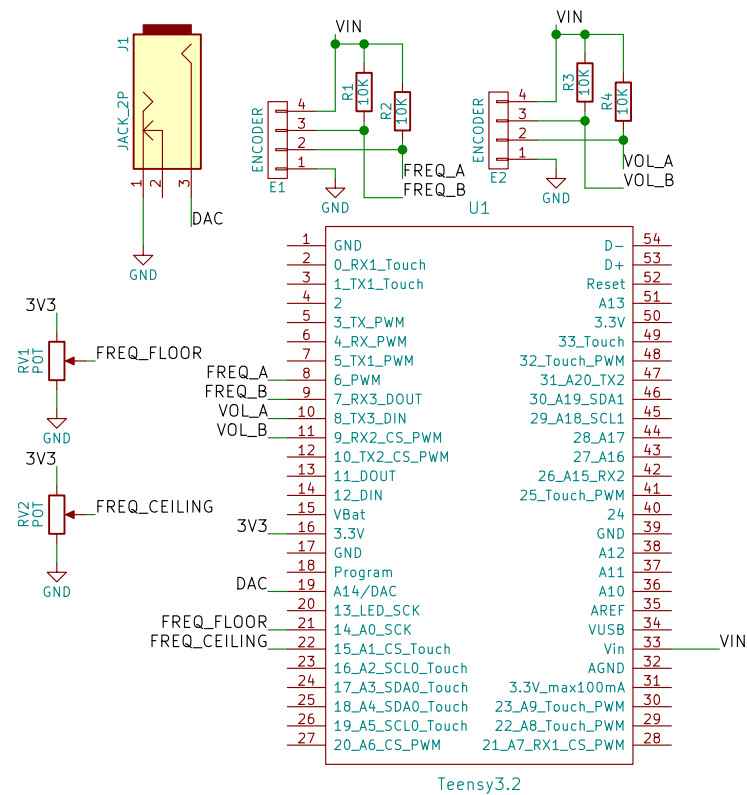 J1
JACK_2P
1
2
3
DAC
GND
VIN
R1
10K
R2
10K
ENCODER
4
3
2
1
E1
GND
FREQ_A
FREQ_B
VIN
R3
10K
R4
10K
ENCODER
4
3
2
1
E2
GND
VOL_A
VOL_B
3V3
RV1
POT
FREQ_FLOOR
GND
3V3
RV2
POT
FREQ_CEILING
GND
U1
1 GND
2 0_RX1_Touch
3 1_TX1_Touch
4 2
5 3_TX_PWM
6 4_RX_PWM
7 5_TX1_PWM
FREQ_A 8 6_PWM
FREQ_B 9 7_RX3_DOUT
VOL_A 10 8_TX3_DIN
VOL_B 11 9_RX2_CS_PWM
12 10_TX2_CS_PWM
13 11_DOUT
14 12_DIN
15 VBat
3V3 16 3.3V
17 GND
18 Program
DAC 19 A14/DAC
20 13_LED_SCK
FREQ_FLOOR 21 14_A0_SCK
FREQ_CEILING 22 15_A1_CS_Touch
23 16_A2_SCL0_Touch
24 17_A3_SDA0_Touch
25 18_A4_SDA0_Touch
26 19_A5_SCL0_Touch
27 20_A6_CS_PWM
D- 54
D+ 53
Reset 52
A13 51
3.3V 50
33_Touch 49
32_Touch_PWM 48
31_A20_TX2 47
30_A19_SDA1 46
29_A18_SCL1 45
28_A17 44
27_A16 43
26_A15_RX2 42
25_Touch_PWM 41
24 40
GND 39
A12 38
A11 37
A10 36
AREF 35
VUSB 34
Vin 33 VIN
AGND 32
3.3V_max100mA 31
23_A9_Touch_PWM 30
22_A8_Touch_PWM 29
21_A7_RX1_CS_PWM 28
Teensy3.2